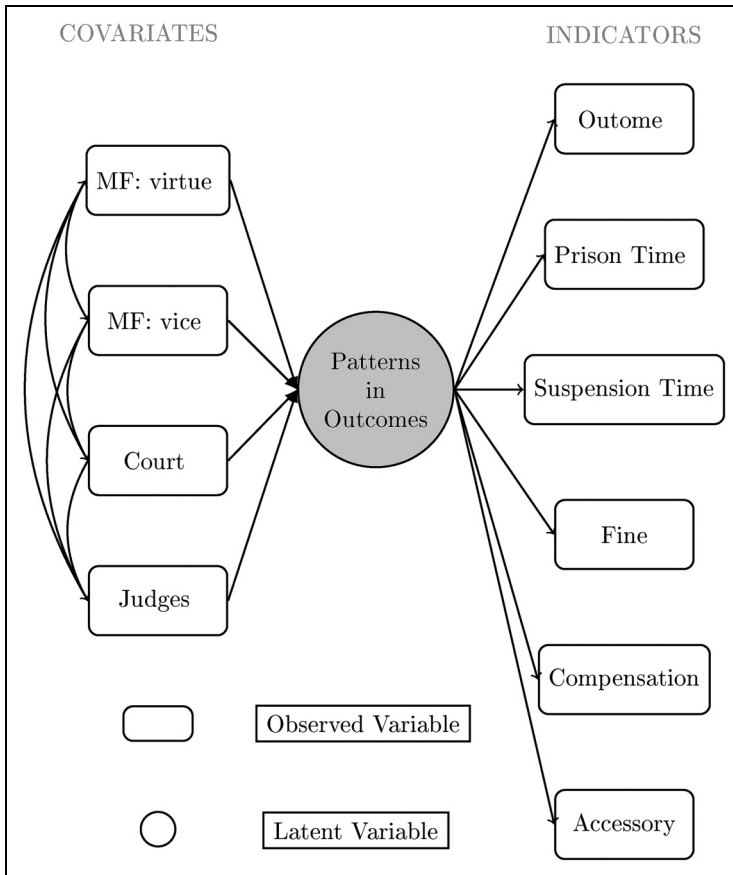 COVARIATES
INDICATORS
MF: virtue
MF: vice
Court
Judges
Patterns
in
Outcomes
Outome
Prison Time
Suspension Time
Fine
Compensation
Accessory
Observed Variable
Latent Variable